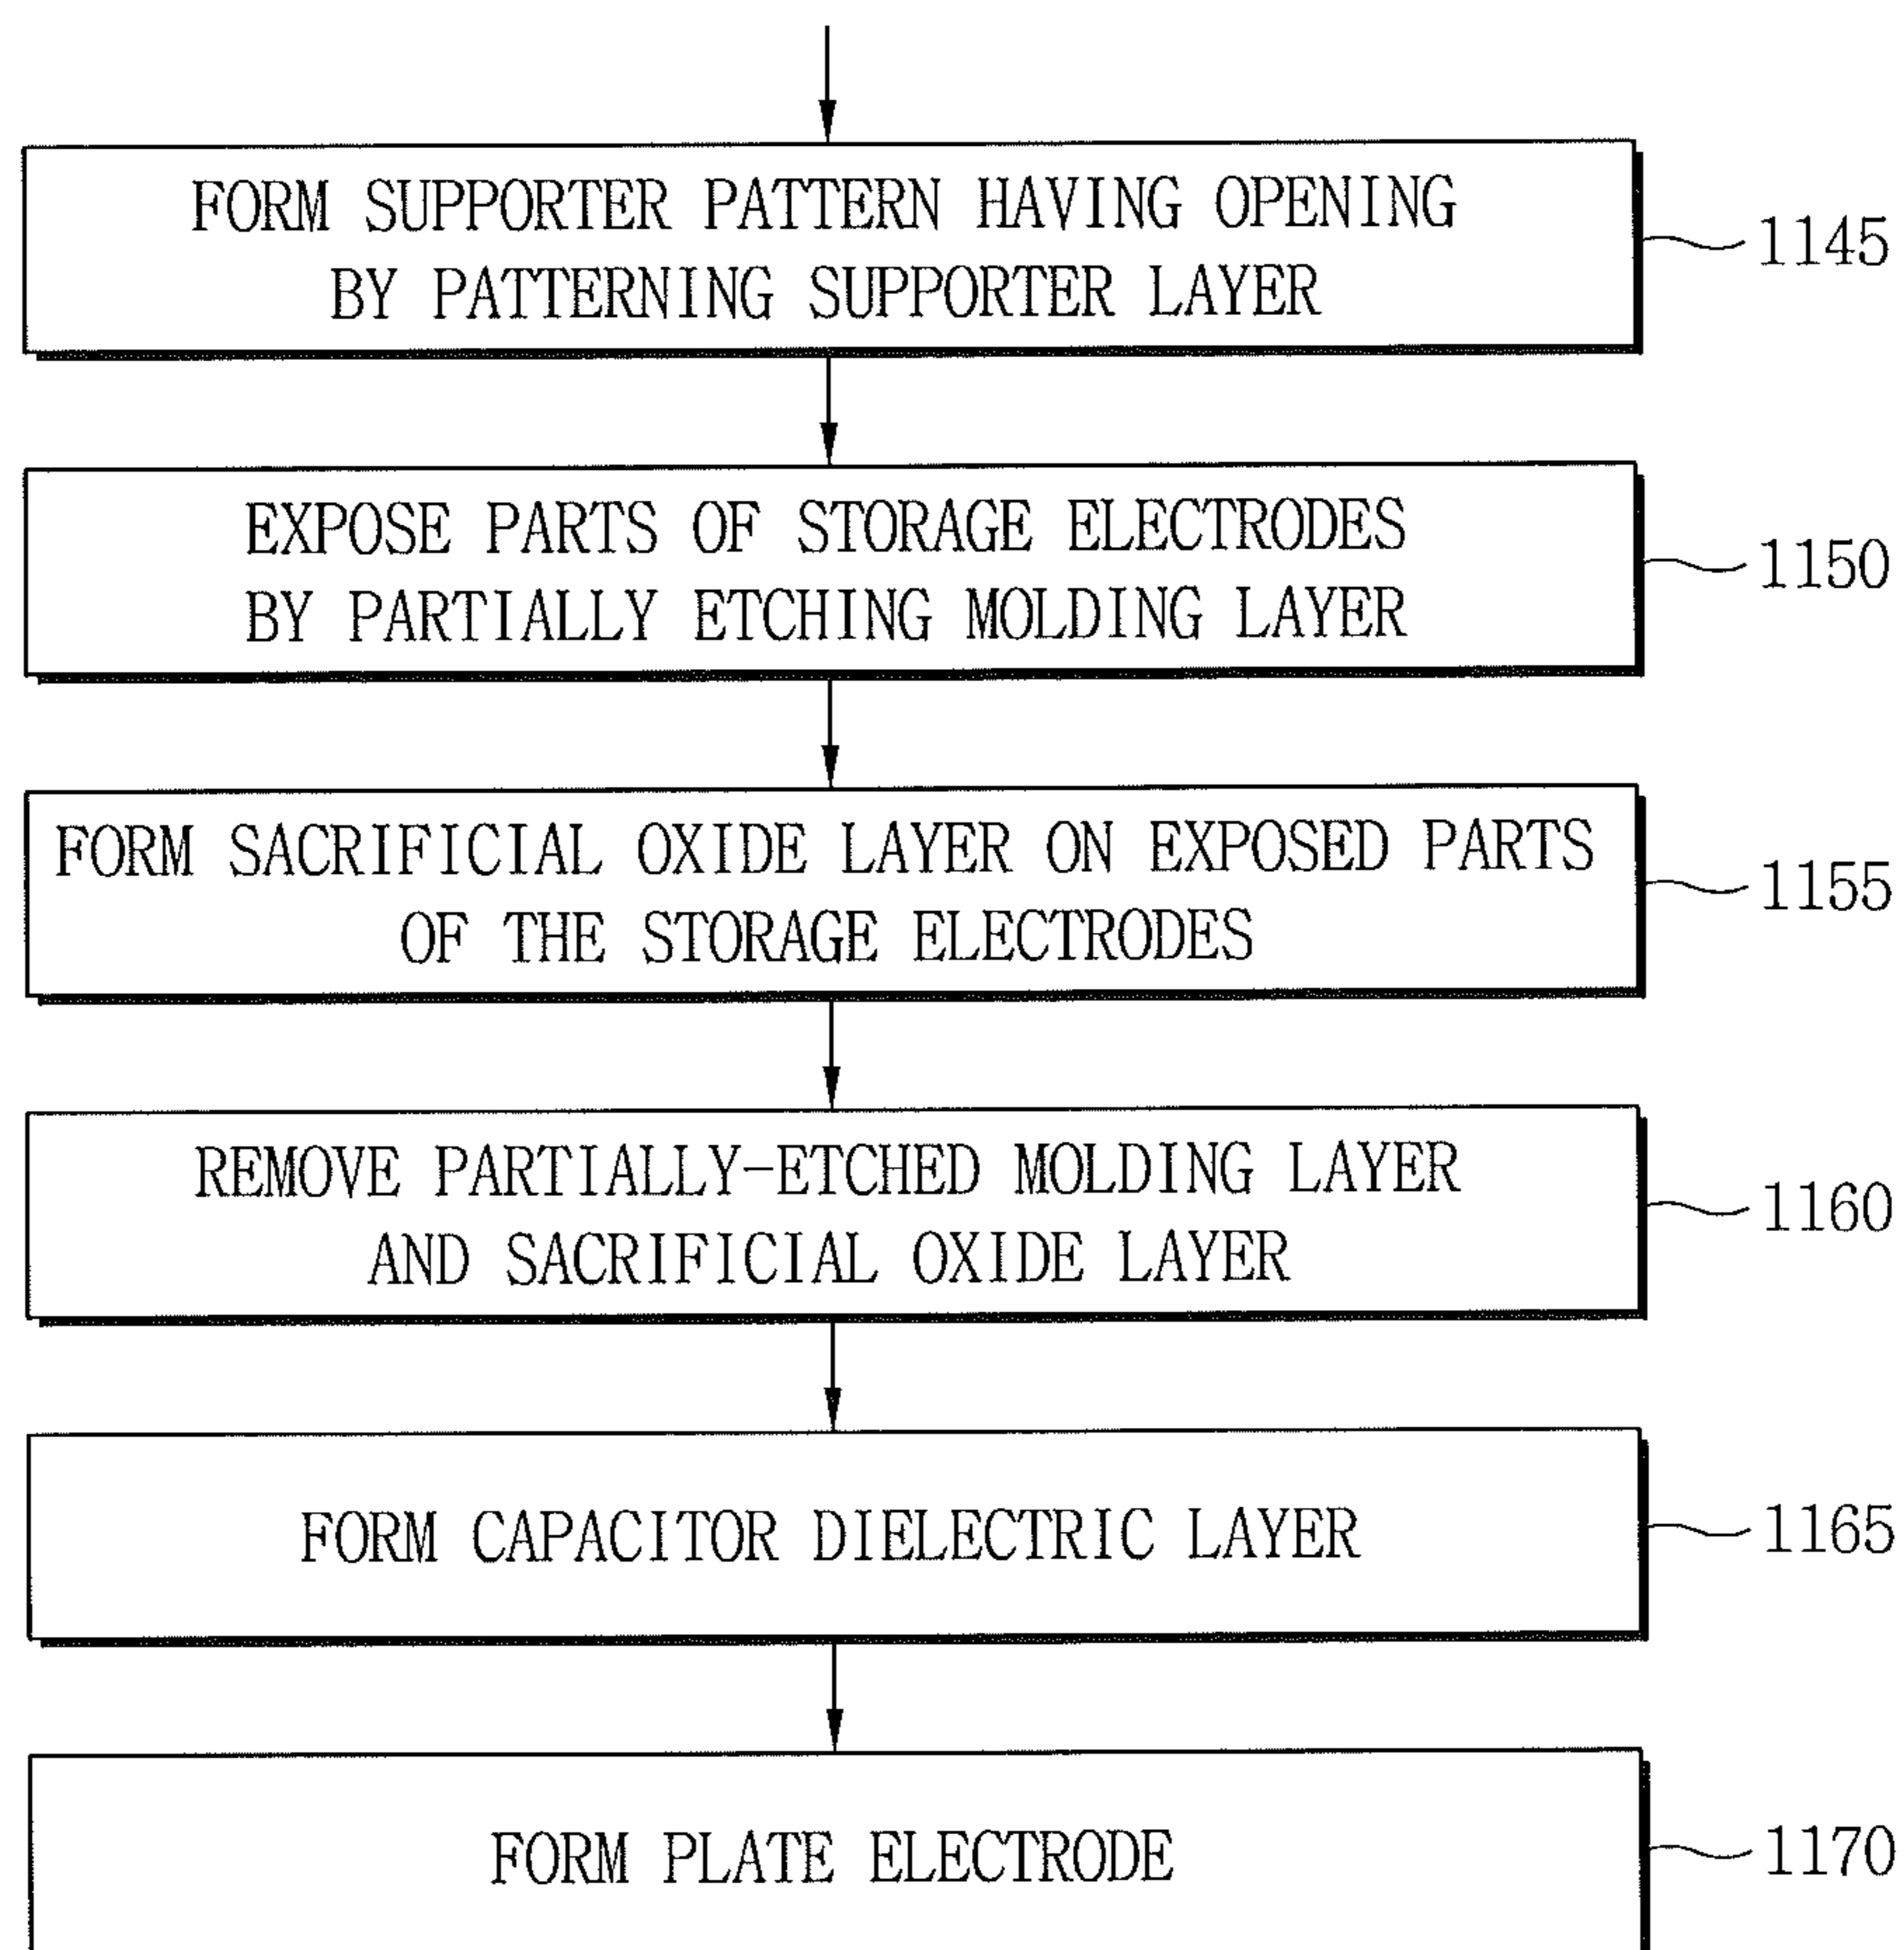 FORM SUPPORTER PATTERN HAVING OPENING
BY PATTERNING SUPPORTER LAYER
1145
EXPOSE PARTS OF STORAGE ELECTRODES
BY PARTIALLY ETCHING MOLDING LAYER
1150
FORM SACRIFICIAL OXIDE LAYER ON EXPOSED PARTS
OF THE STORAGE ELECTRODES
1155
REMOVE PARTIALLY-ETCHED MOLDING LAYER
AND SACRIFICIAL OXIDE LAYER
1160
FORM CAPACITOR DIELECTRIC LAYER
1165
FORM PLATE ELECTRODE
1170